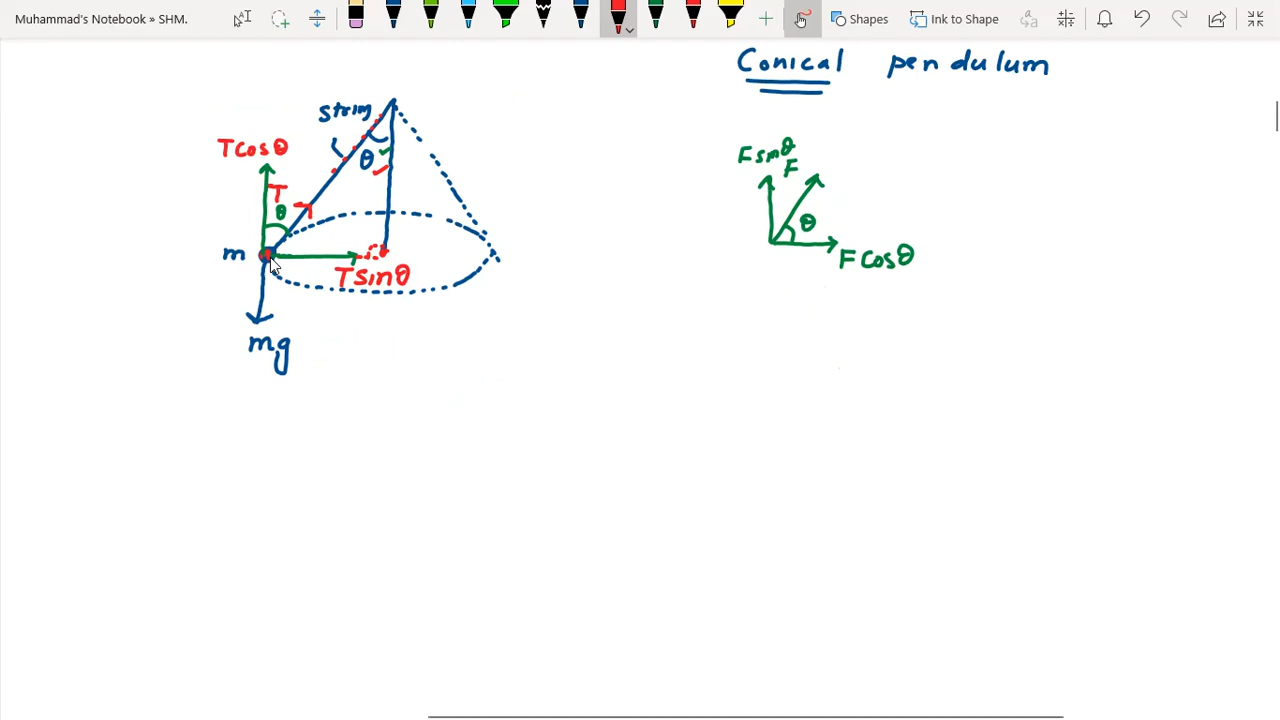 Muhammad's Notebook » SHM.
Shapes
Ink to Shape
Conical pendulum
string
Tcosθ
θ
T
θ
m
Tsinθ
mg
Fsinθ
F
θ
Fcosθ